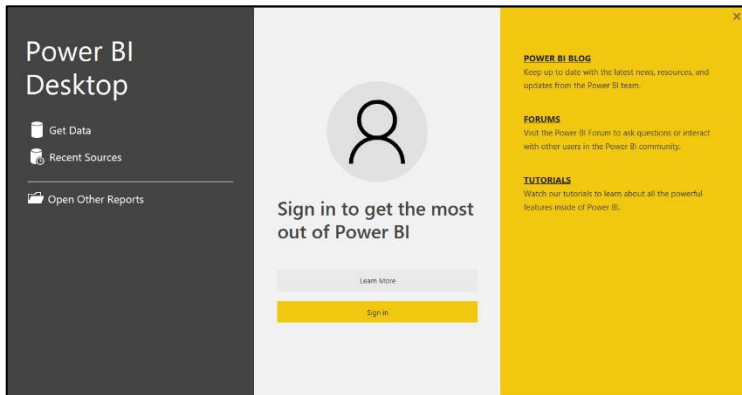 Power BI
Desktop
Get Data
Recent Sources
Open Other Reports
Sign in to get the most
out of Power BI
Learn More
Sign in
POWER BI BLOG
Keep up to date with the latest news, resources, and
updates from the Power BI team.
FORUMS
Visit the Power BI Forum to ask questions or interact
with other users in the Power BI community.
TUTORIALS
Watch our tutorials to learn about all the powerful
features inside of Power BI.